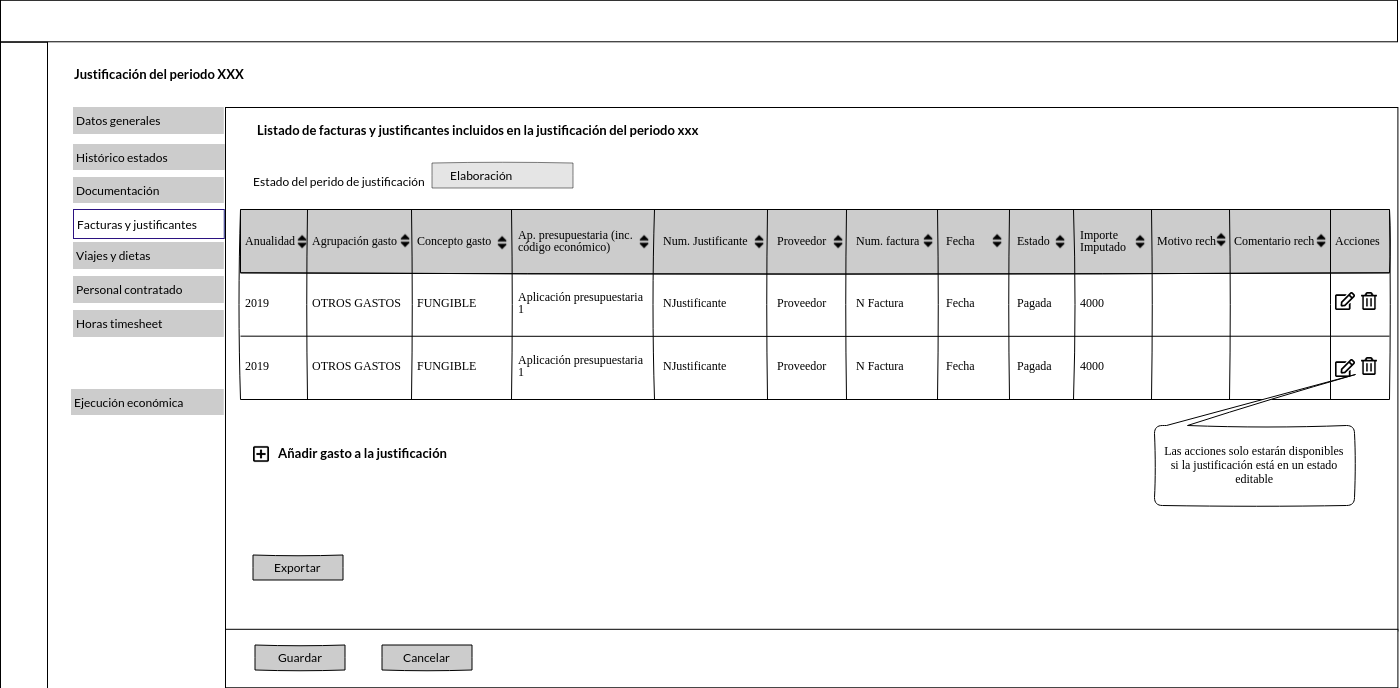 Justificación del periodo XXX
Datos generales
Histórico estados
Documentación
Facturas y justificantes
Viajes y dietas
Personal contratado
Horas timesheet
Ejecución económica
Listado de facturas y justificantes incluidos en la justificación del periodo xxx
Estado del perido de justificación Elaboración
Anualidad Agrupación gasto Concepto gasto Ap. presupuestaria (inc. código económico) Num. Justificante Proveedor Num. factura Fecha Estado Importe Imputado Motivo rech Comentario rech Acciones
2019 OTROS GASTOS FUNGIBLE Aplicación presupuestaria 1 NJustificante Proveedor N Factura Fecha Pagada 4000
2019 OTROS GASTOS FUNGIBLE Aplicación presupuestaria 1 NJustificante Proveedor N Factura Fecha Pagada 4000
Las acciones solo estarán disponibles
si la justificación está en un estado
editable
Añadir gasto a la justificación
Exportar
Guardar Cancelar